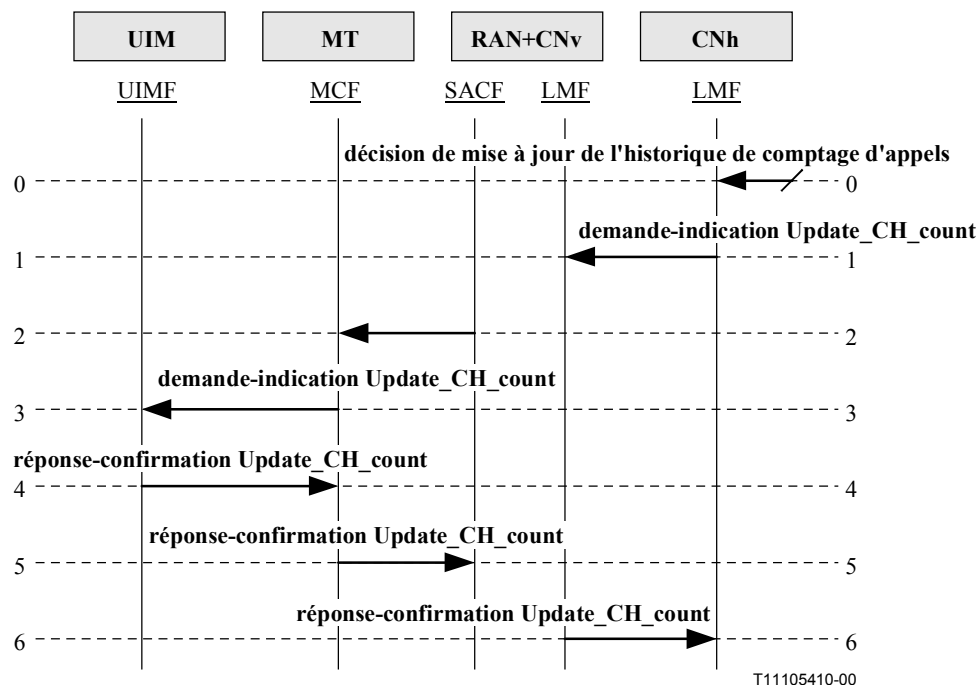 UIM MT RAN+CNv CNh
UIMF MCF SACF LMF LMF
décision de mise à jour de l'historique de comptage d'appels
0 0
demande-indication Update_CH_count
1 1
2 2
demande-indication Update_CH_count
3 3
réponse-confirmation Update_CH_count
4 4
réponse-confirmation Update_CH_count
5 5
réponse-confirmation Update_CH_count
6 6
T11105410-00